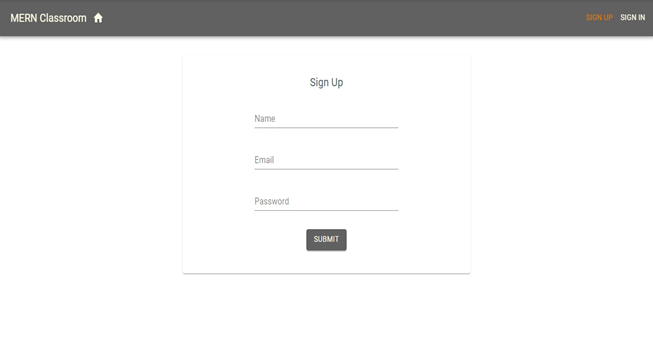 MERN Classroom SIGN UP SIGN IN
Sign Up
Name
Email
Password
SUBMIT